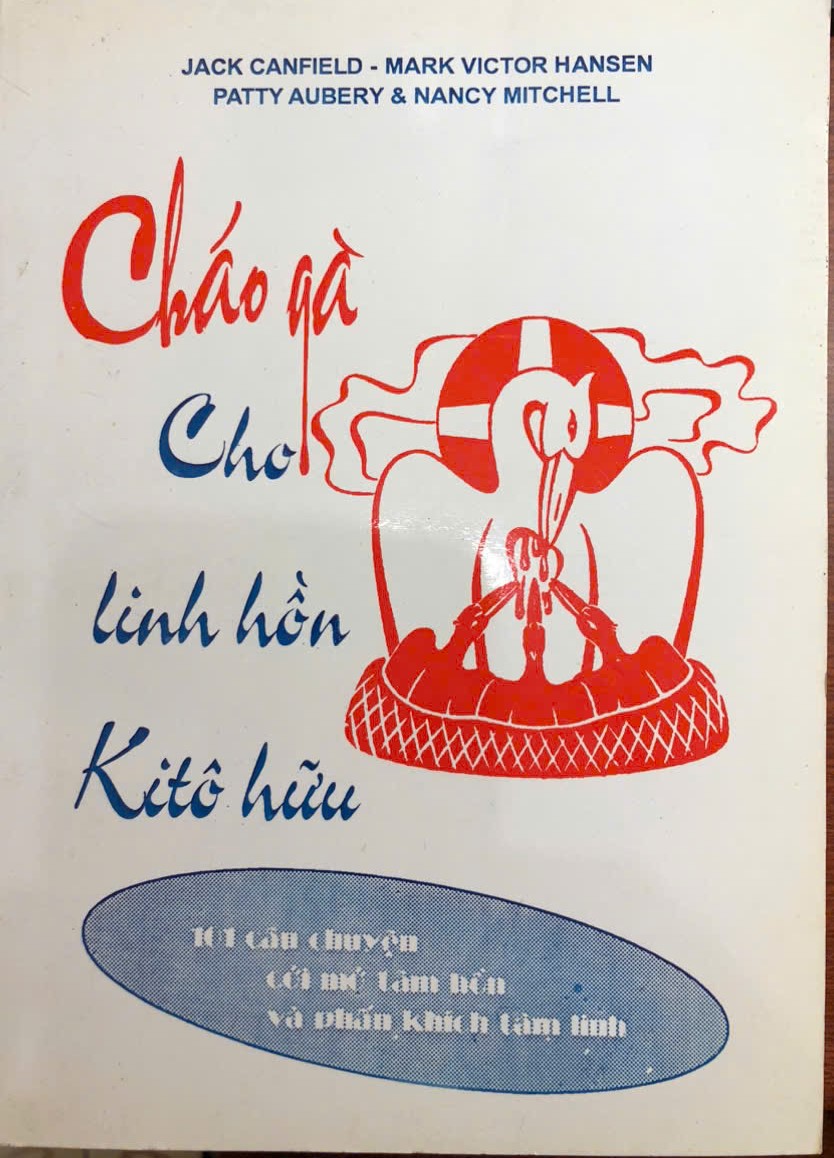 JACK CANFIELD - MARK VICTOR HANSEN
PATTY AUBERY & NANCY MITCHELL
Cháo gà
Cho
linh hồn
Kitô hữu
101 câu chuyện
cởi mở tâm hồn
và phấn khích tâm linh